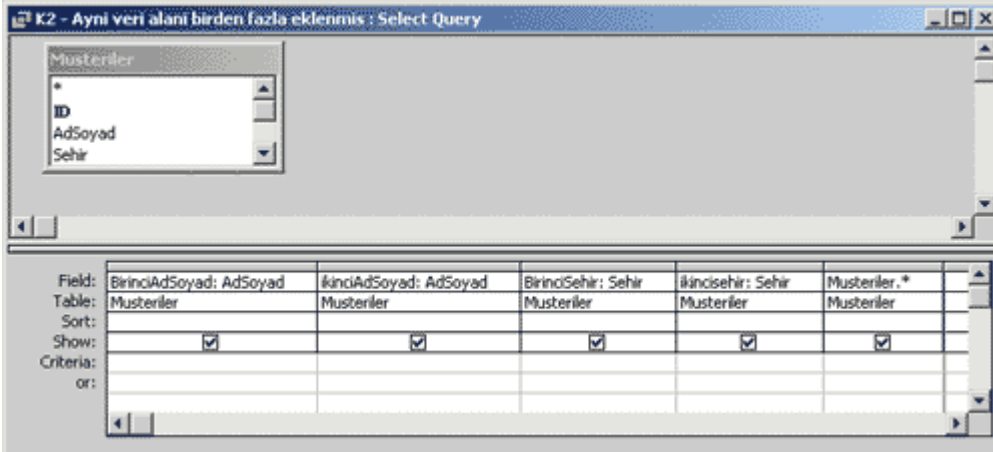 K2 - Ayni veri alani birden fazla eklenmis : Select Query
Musteriler
*
ID
AdSoyad
Sehir
Field: BirinciAdSoyad: AdSoyad ikinciAdSoyad: AdSoyad BirinciSehir: Sehir ikincisehir: Sehir Musteriler.*
Table: Musteriler Musteriler Musteriler Musteriler Musteriler
Sort:
Show:
Criteria:
or: